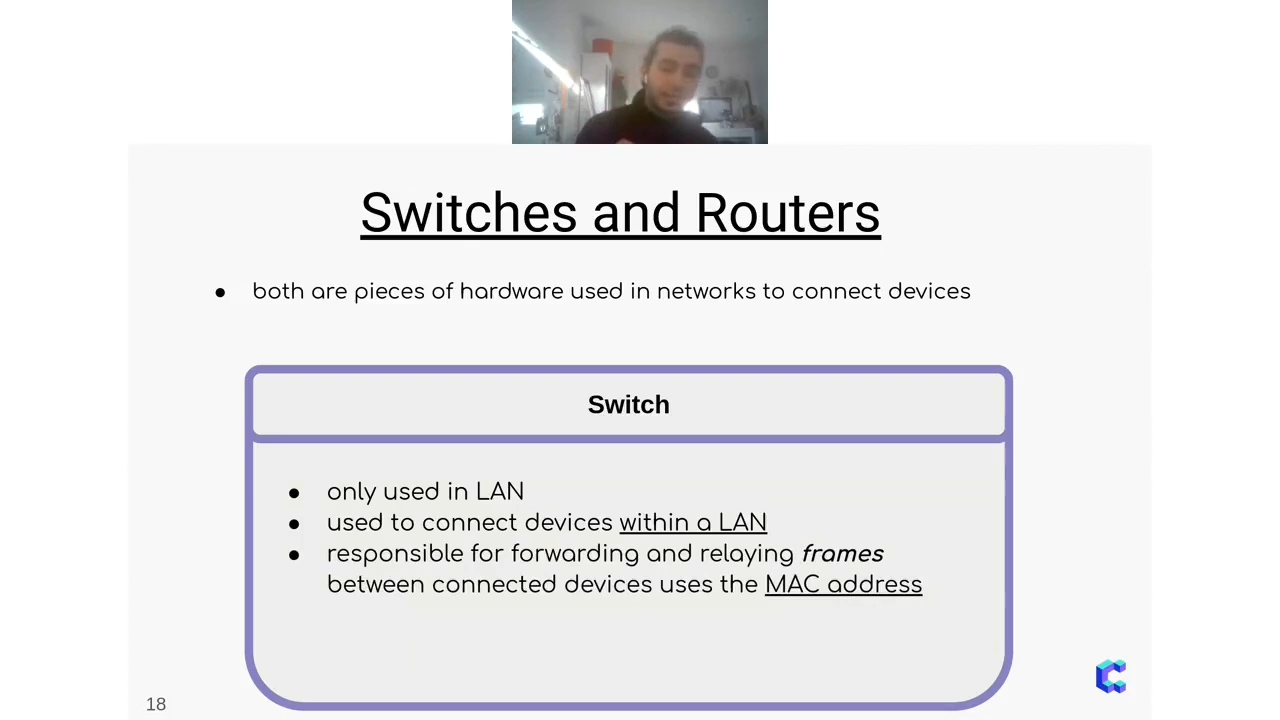 Switches and Routers
● both are pieces of hardware used in networks to connect devices
Switch
● only used in LAN
● used to connect devices within a LAN
● responsible for forwarding and relaying frames
between connected devices uses the MAC address
18